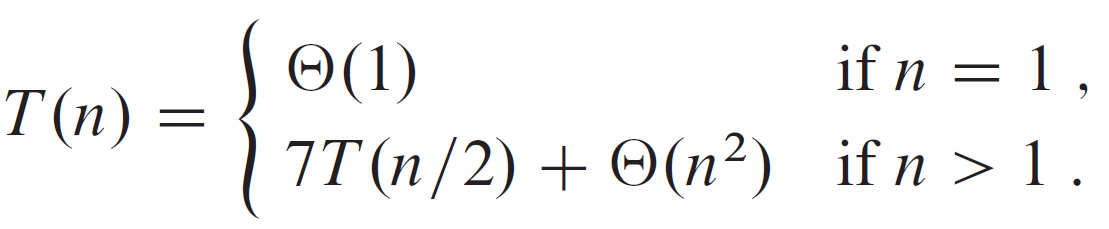 T(n) = { Θ(1) if n = 1 ,
7T(n/2) + Θ(n²) if n > 1 .